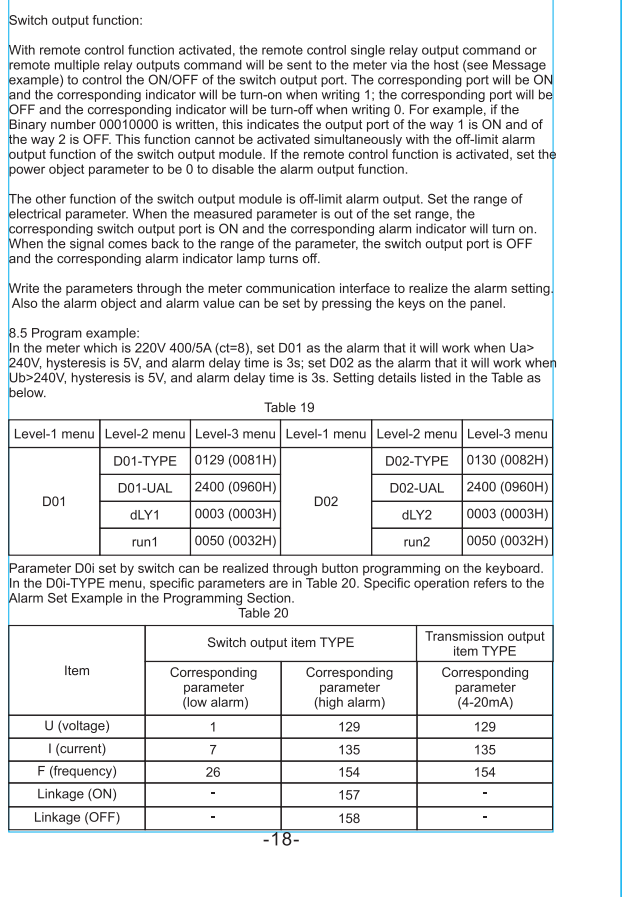 Switch output function:
With remote control function activated, the remote control single relay output command or
remote multiple relay outputs command will be sent to the meter via the host (see Message
example) to control the ON/OFF of the switch output port. The corresponding port will be ON
and the corresponding indicator will be turn-on when writing 1; the corresponding port will be
OFF and the corresponding indicator will be turn-off when writing 0. For example, if the
Binary number 00010000 is written, this indicates the output port of the way 1 is ON and of
the way 2 is OFF. This function cannot be activated simultaneously with the off-limit alarm
output function of the switch output module. If the remote control function is activated, set the
power object parameter to be 0 to disable the alarm output function.
The other function of the switch output module is off-limit alarm output. Set the range of
electrical parameter. When the measured parameter is out of the set range, the
corresponding switch output port is ON and the corresponding alarm indicator will turn on.
When the signal comes back to the range of the parameter, the switch output port is OFF
and the corresponding alarm indicator lamp turns off.
Write the parameters through the meter communication interface to realize the alarm setting.
Also the alarm object and alarm value can be set by pressing the keys on the panel.
8.5 Program example:
In the meter which is 220V 400/5A (ct=8), set D01 as the alarm that it will work when Ua>
240V, hysteresis is 5V, and alarm delay time is 3s; set D02 as the alarm that it will work when
Ub>240V, hysteresis is 5V, and alarm delay time is 3s. Setting details listed in the Table as
below.
Table 19
Level-1 menu Level-2 menu Level-3 menu Level-1 menu Level-2 menu Level-3 menu
D01-TYPE 0129 (0081H) D02-TYPE 0130 (0082H)
D01-UAL 2400 (0960H) D02-UAL 2400 (0960H)
D01 D02
dLY1 0003 (0003H) dLY2 0003 (0003H)
run1 0050 (0032H) run2 0050 (0032H)
Parameter D0i set by switch can be realized through button programming on the keyboard.
In the D0i-TYPE menu, specific parameters are in Table 20. Specific operation refers to the
Alarm Set Example in the Programming Section.
Table 20
Item Switch output item TYPE Transmission output
item TYPE
Corresponding Corresponding Corresponding
parameter parameter parameter
(low alarm) (high alarm) (4-20mA)
U (voltage) 1 129 129
I (current) 7 135 135
F (frequency) 26 154 154
Linkage (ON) - 157 -
Linkage (OFF) - 158 -
-18-